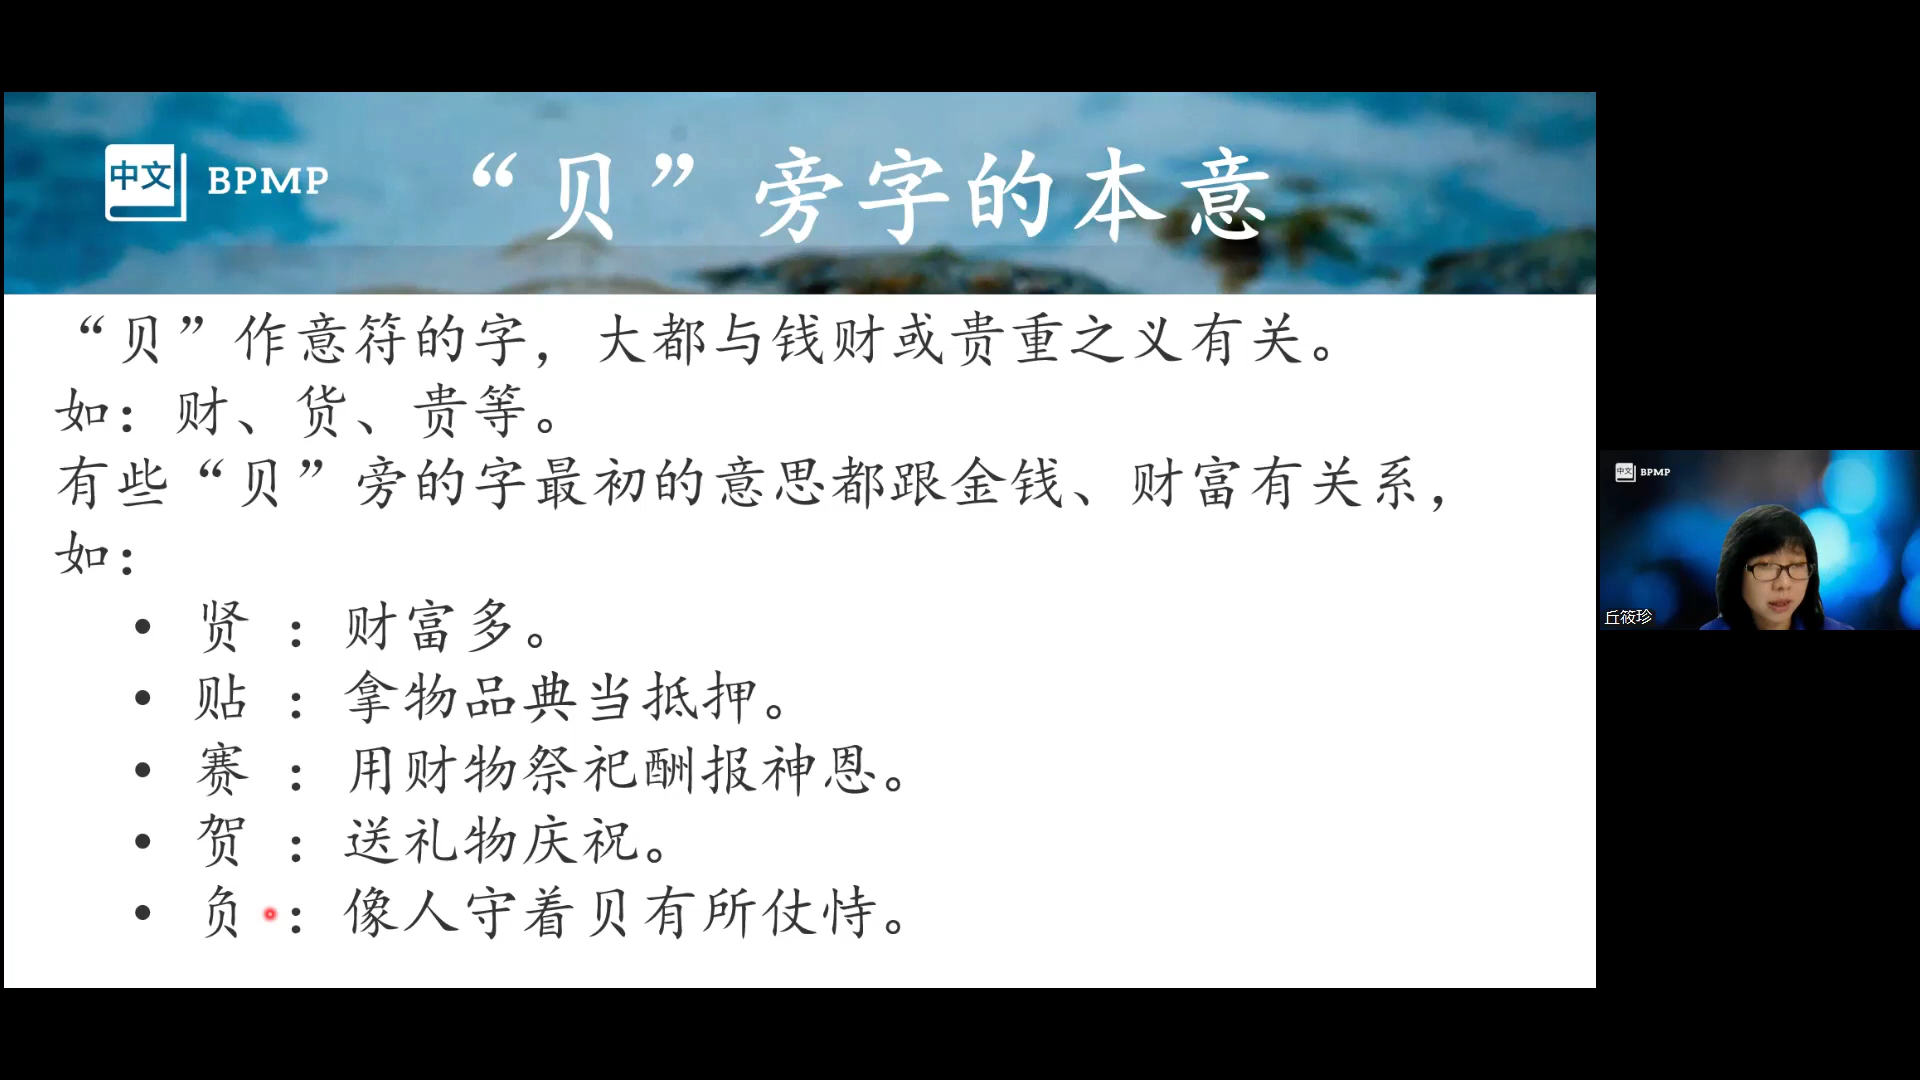 中文 BPMP
“贝”旁字的本意
“贝”作意符的字，大都与钱财或贵重之义有关。
如：财、货、贵等。
有些“贝”旁的字最初的意思都跟金钱、财富有关系，
如：
• 贤 ：财富多。
• 贴 ：拿物品典当抵押。
• 赛 ：用财物祭祀酬报神恩。
• 贺 ：送礼物庆祝。
• 负 ：像人守着贝有所仗恃。
中文 BPMP
丘筱珍